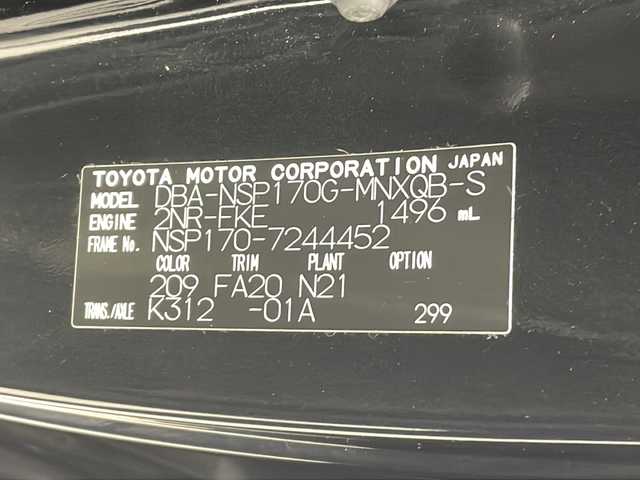 TOYOTA MOTOR CORPORATION JAPAN
MODEL DBA-NSP170G-MNXQB-S
ENGINE 2NR-FKE 1496 mL
FRAME No. NSP170-7244452
COLOR TRIM PLANT OPTION
209 FA20 N21
TRANS./AXLE K312 -01A 299